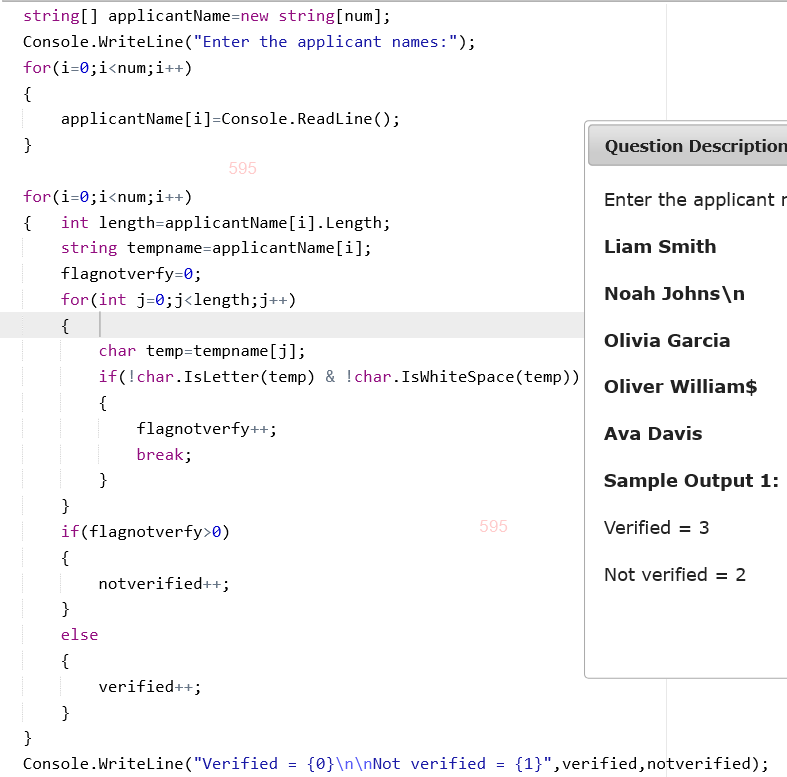 string[] applicantName=new string[num];
Console.WriteLine("Enter the applicant names:");
for(i=0;i<num;i++)
{
applicantName[i]=Console.ReadLine();
}
595
for(i=0;i<num;i++)
{   int length=applicantName[i].Length;
string tempname=applicantName[i];
flagnotverfy=0;
for(int j=0;j<length;j++)
{
char temp=tempname[j];
if(!char.IsLetter(temp) & !char.IsWhiteSpace(temp))
{
flagnotverfy++;
break;
}
}
if(flagnotverfy>0)
595
{
notverified++;
}
else
{
verified++;
}
}
Console.WriteLine("Verified = {0}\n\nNot verified = {1}",verified,notverified);
Question Description
Enter the applicant
Liam Smith
Noah Johns\n
Olivia Garcia
Oliver William$
Ava Davis
Sample Output 1:
Verified = 3
Not verified = 2